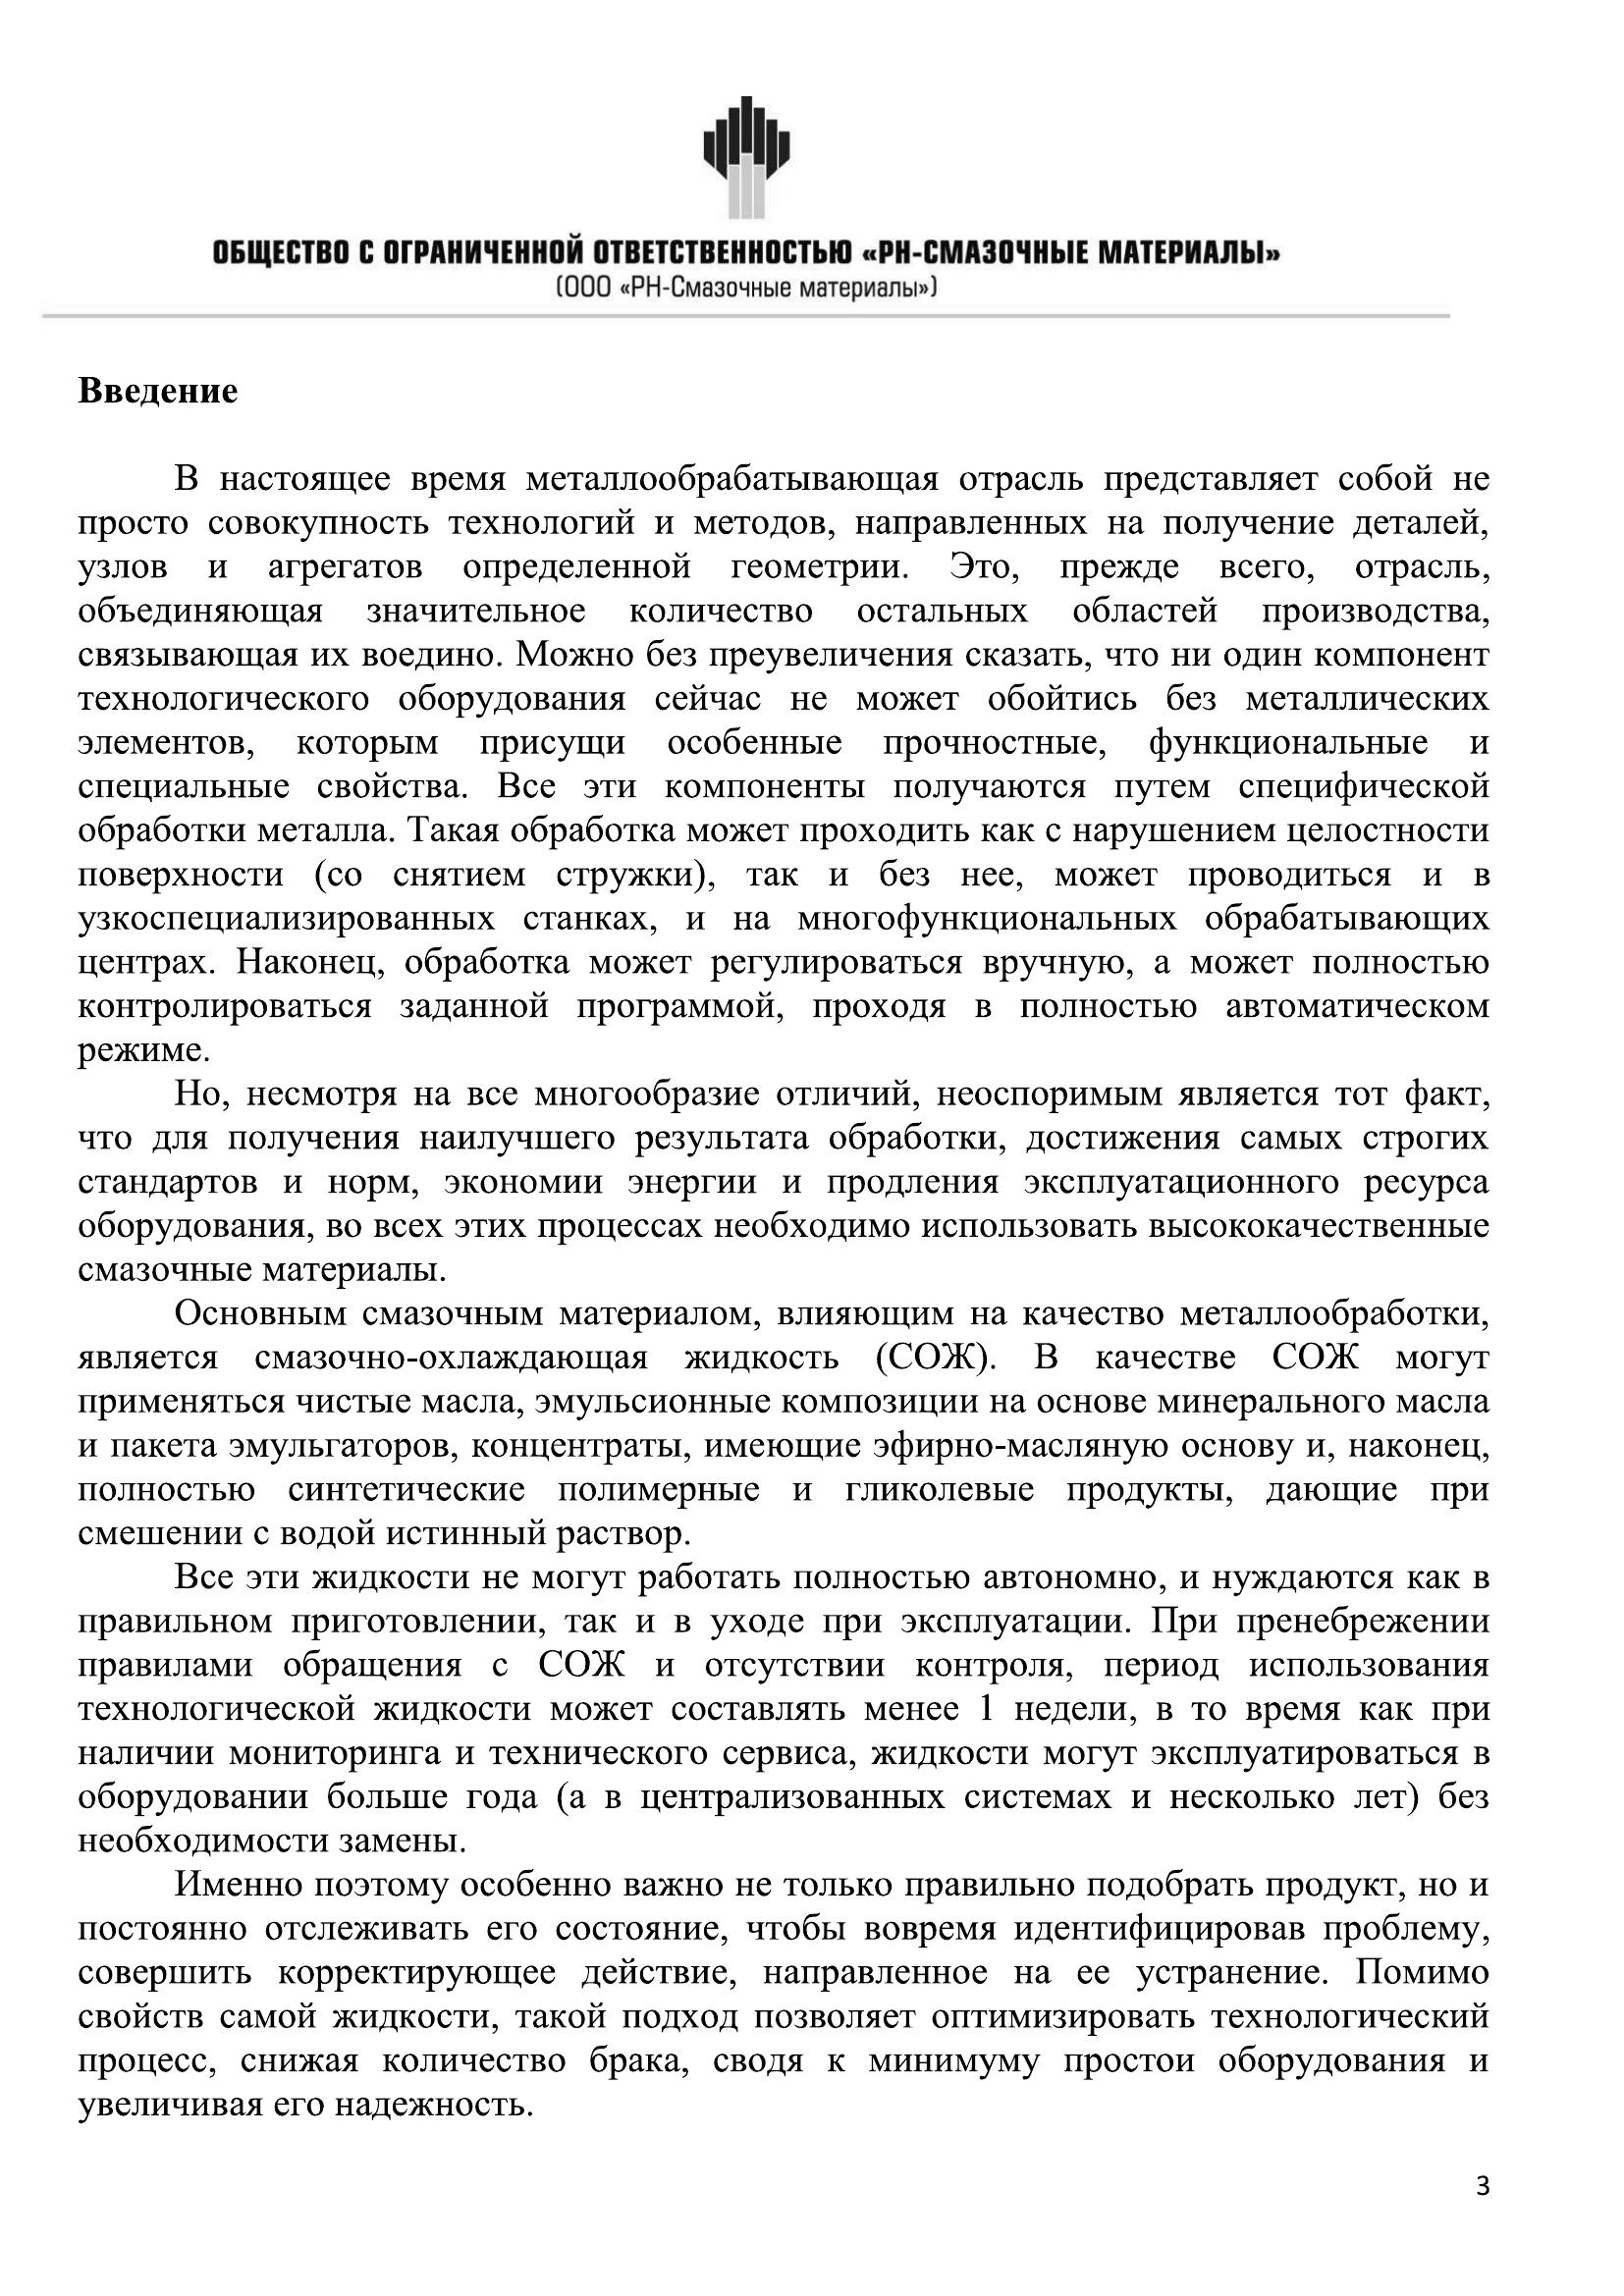 ОБЩЕСТВО С ОГРАНИЧЕННОЙ ОТВЕТСТВЕННОСТЬЮ «РН-СМАЗОЧНЫЕ МАТЕРИАЛЫ»
(ООО «РН-Смазочные материалы»)
Введение
В настоящее время металлообрабатывающая отрасль представляет собой не
просто совокупность технологий и методов, направленных на получение деталей,
узлов и агрегатов определенной геометрии. Это, прежде всего, отрасль,
объединяющая значительное количество остальных областей производства,
связывающая их воедино. Можно без преувеличения сказать, что ни один компонент
технологического оборудования сейчас не может обойтись без металлических
элементов, которым присущи особенные прочностные, функциональные и
специальные свойства. Все эти компоненты получаются путем специфической
обработки металла. Такая обработка может проходить как с нарушением целостности
поверхности (со снятием стружки), так и без нее, может проводиться и в
узкоспециализированных станках, и на многофункциональных обрабатывающих
центрах. Наконец, обработка может регулироваться вручную, а может полностью
контролироваться заданной программой, проходя в полностью автоматическом
режиме.
Но, несмотря на все многообразие отличий, неоспоримым является тот факт,
что для получения наилучшего результата обработки, достижения самых строгих
стандартов и норм, экономии энергии и продления эксплуатационного ресурса
оборудования, во всех этих процессах необходимо использовать высококачественные
смазочные материалы.
Основным смазочным материалом, влияющим на качество металлообработки,
является смазочно-охлаждающая жидкость (СОЖ). В качестве СОЖ могут
применяться чистые масла, эмульсионные композиции на основе минерального масла
и пакета эмульгаторов, концентраты, имеющие эфирно-масляную основу и, наконец,
полностью синтетические полимерные и гликолевые продукты, дающие при
смешении с водой истинный раствор.
Все эти жидкости не могут работать полностью автономно, и нуждаются как в
правильном приготовлении, так и в уходе при эксплуатации. При пренебрежении
правилами обращения с СОЖ и отсутствии контроля, период использования
технологической жидкости может составлять менее 1 недели, в то время как при
наличии мониторинга и технического сервиса, жидкости могут эксплуатироваться в
оборудовании больше года (а в централизованных системах и несколько лет) без
необходимости замены.
Именно поэтому особенно важно не только правильно подобрать продукт, но и
постоянно отслеживать его состояние, чтобы вовремя идентифицировав проблему,
совершить корректирующее действие, направленное на ее устранение. Помимо
свойств самой жидкости, такой подход позволяет оптимизировать технологический
процесс, снижая количество брака, сводя к минимуму простои оборудования и
увеличивая его надежность.
3